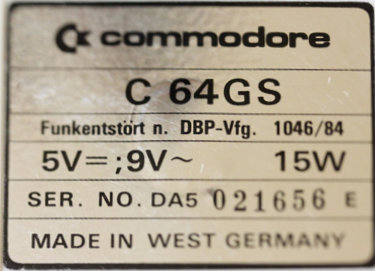 commodore
C 64GS
Funkentstört n. DBP-Vfg. 1046/84
5V⎓;9V~ 15W
SER. NO. DA5 021656 E
MADE IN WEST GERMANY